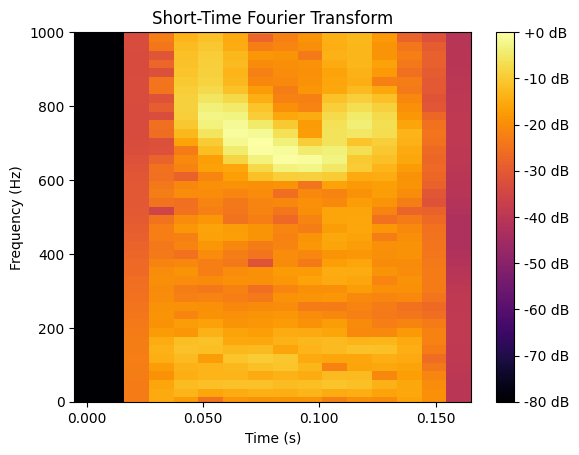 Short-Time Fourier Transform
1000
800
600
400
200
0
Frequency (Hz)
0.000
0.050
0.100
0.150
Time (s)
+0 dB
-10 dB
-20 dB
-30 dB
-40 dB
-50 dB
-60 dB
-70 dB
-80 dB